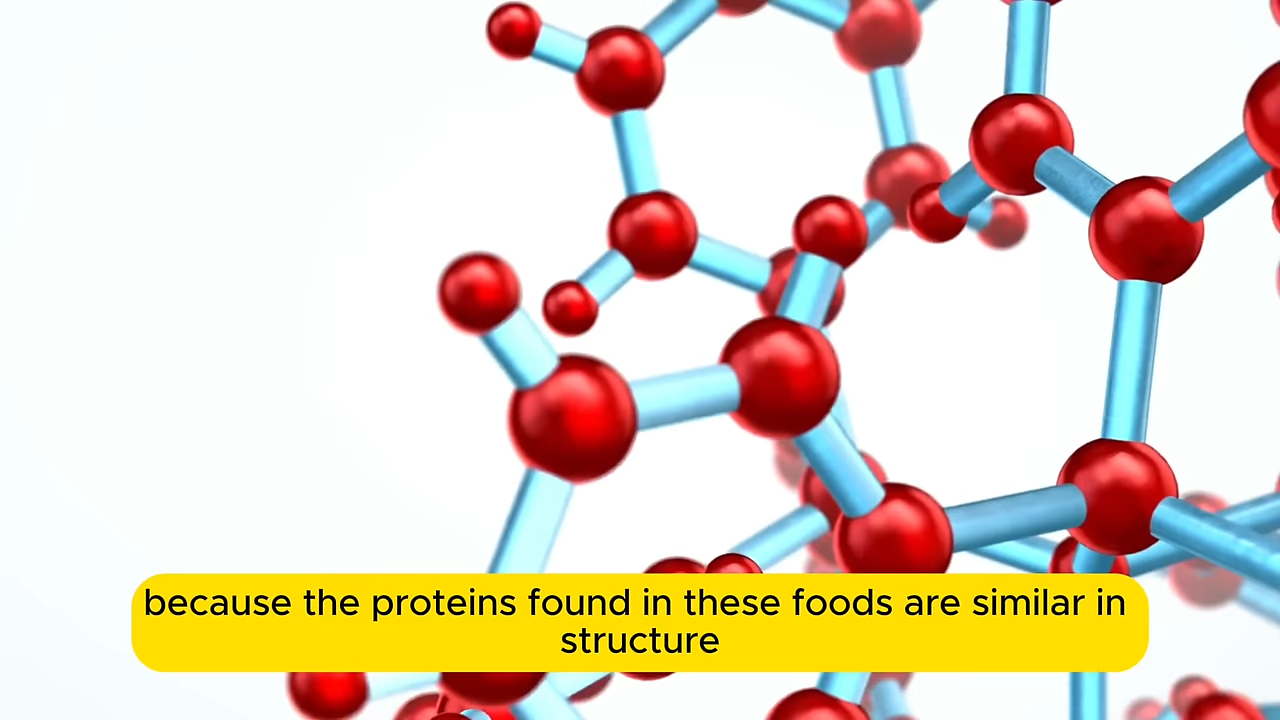 because the proteins found in these foods are similar in
structure